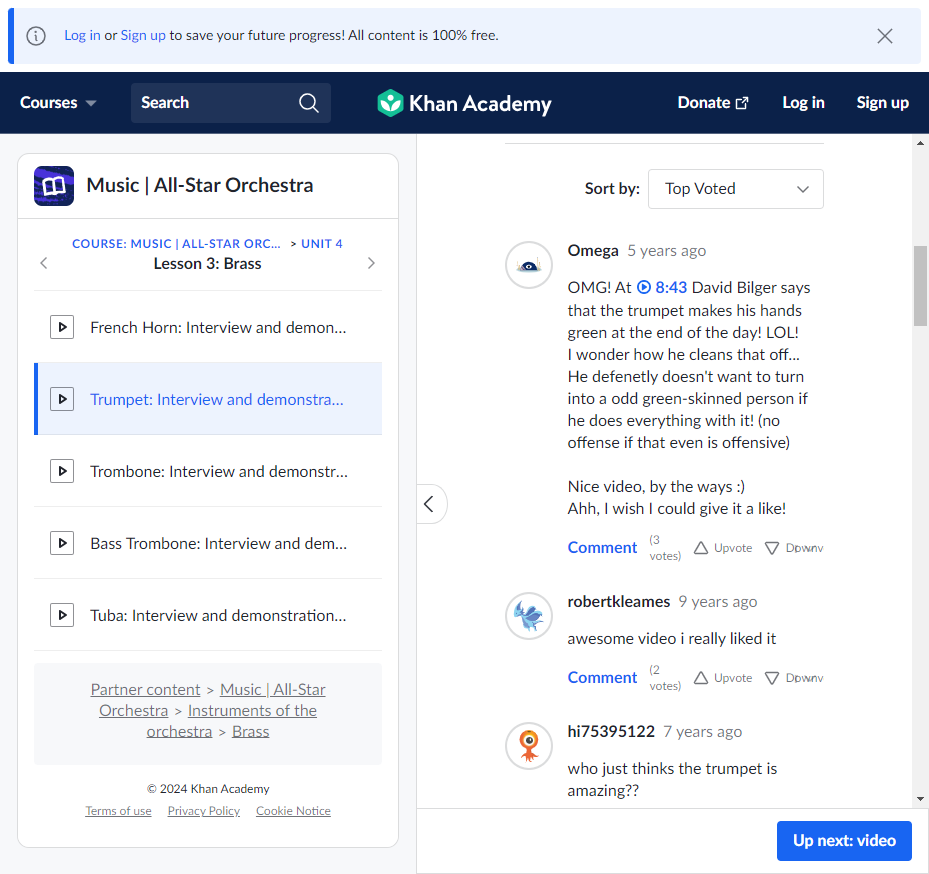 Log in or Sign up to save your future progress! All content is 100% free.
Courses
Search
Khan Academy
Donate
Log in
Sign up
Music | All-Star Orchestra
COURSE: MUSIC | ALL-STAR ORC... > UNIT 4
Lesson 3: Brass
French Horn: Interview and demon...
Trumpet: Interview and demonstra...
Trombone: Interview and demonstr...
Bass Trombone: Interview and dem...
Tuba: Interview and demonstration...
Partner content > Music | All-Star
Orchestra > Instruments of the
orchestra > Brass
© 2024 Khan Academy
Terms of use Privacy Policy Cookie Notice
Sort by: Top Voted
Omega 5 years ago
OMG! At 8:43 David Bilger says
that the trumpet makes his hands
green at the end of the day! LOL!
I wonder how he cleans that off...
He defenetly doesn't want to turn
into a odd green-skinned person if
he does everything with it! (no
offense if that even is offensive)
Nice video, by the ways :)
Ahh, I wish I could give it a like!
Comment (3 votes) Upvote
robertkleames 9 years ago
awesome video i really liked it
Comment (2 votes) Upvote
hi75395122 7 years ago
who just thinks the trumpet is
amazing??
Up next: video